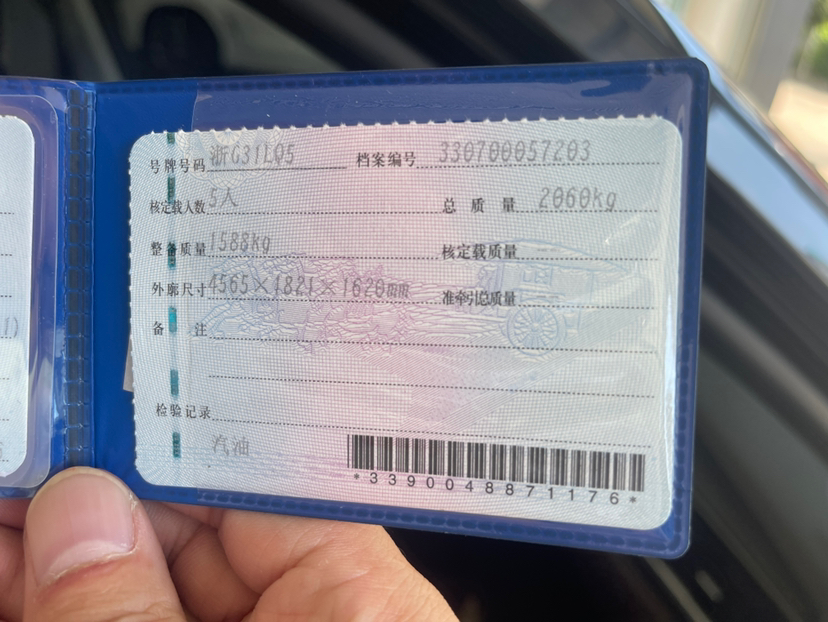 号牌号码 浙G31LQ5 档案编号 330700057203
核定载人数 5人 总质量 2060kg
整备质量 1588kg 核定载质量
外廓尺寸 4565×1821×1620mm 准牵引总质量
备注
检验记录
汽油
*3390048871176*